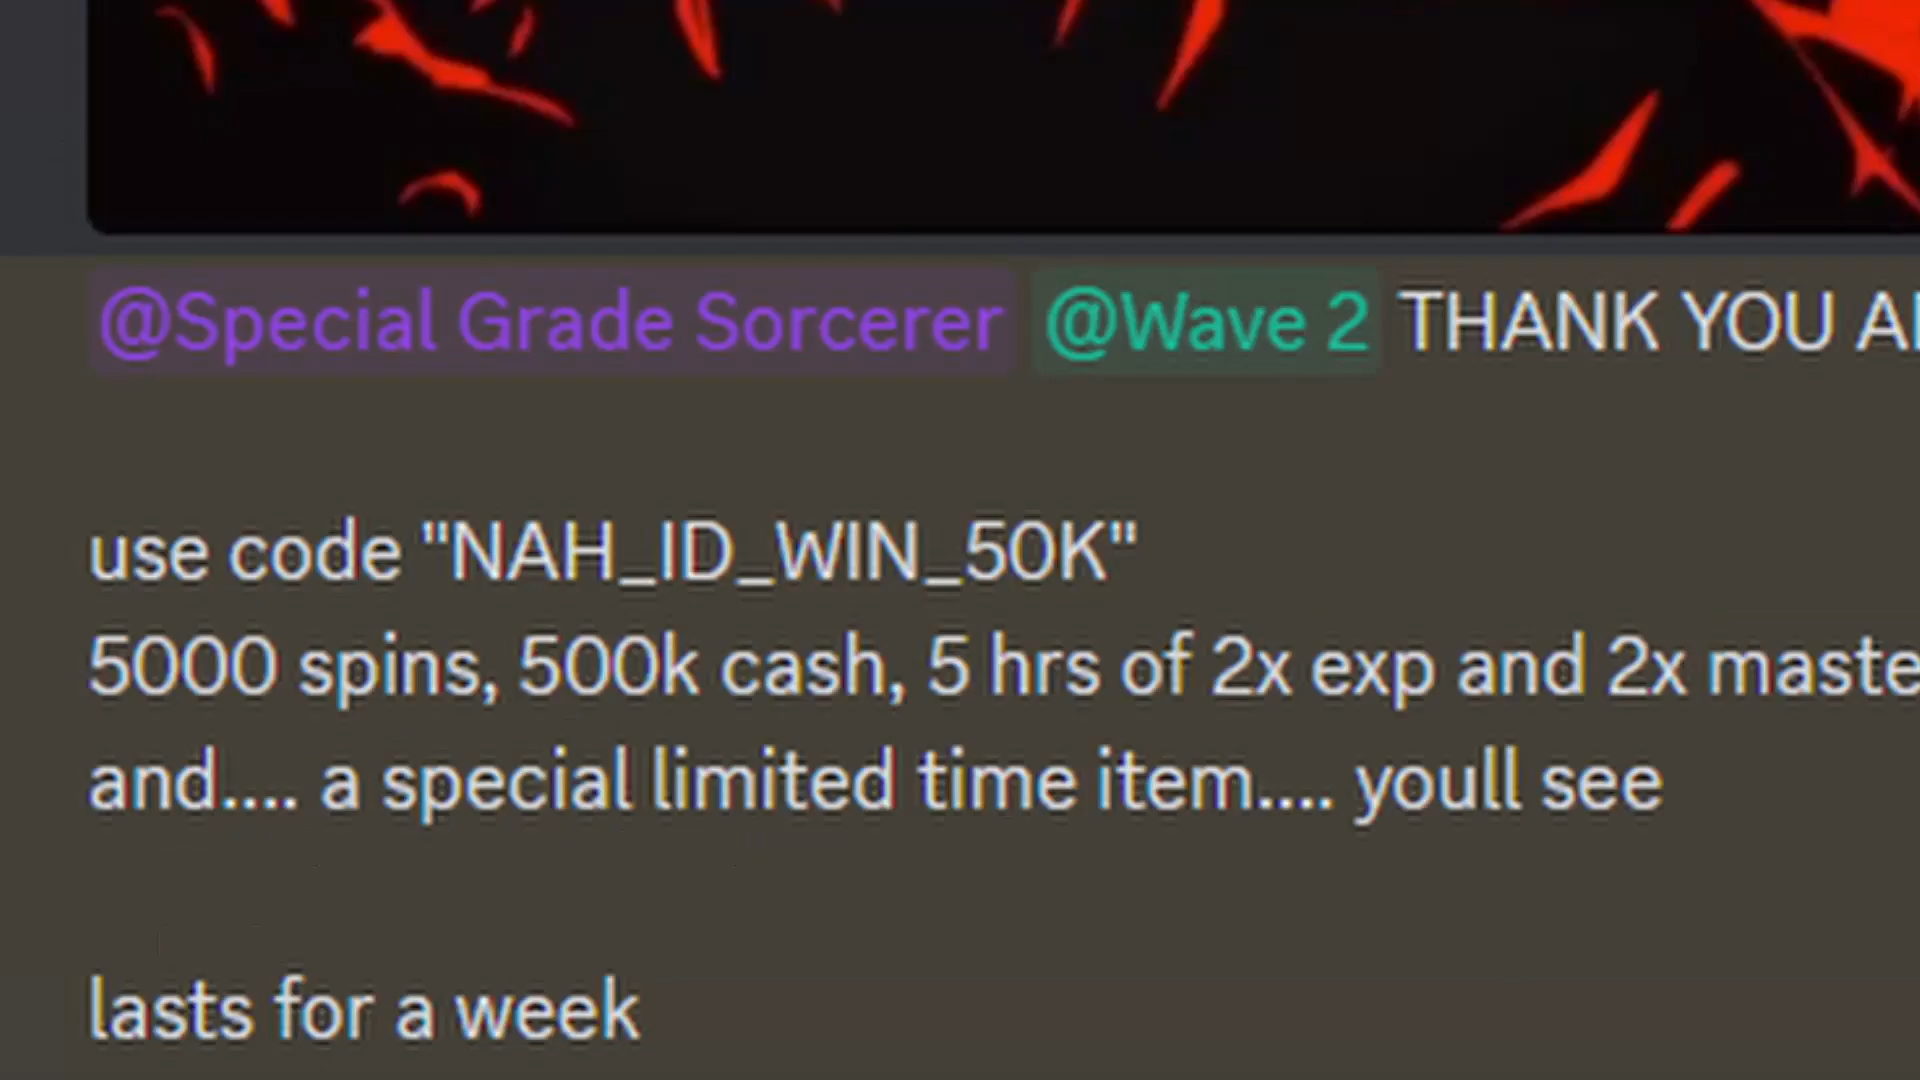 @Special Grade Sorcerer @Wave 2 THANK YOU
use code "NAH_ID_WIN_50K"
5000 spins, 500k cash, 5 hrs of 2x exp and 2x
and.... a special limited time item.... youll see
lasts for a week